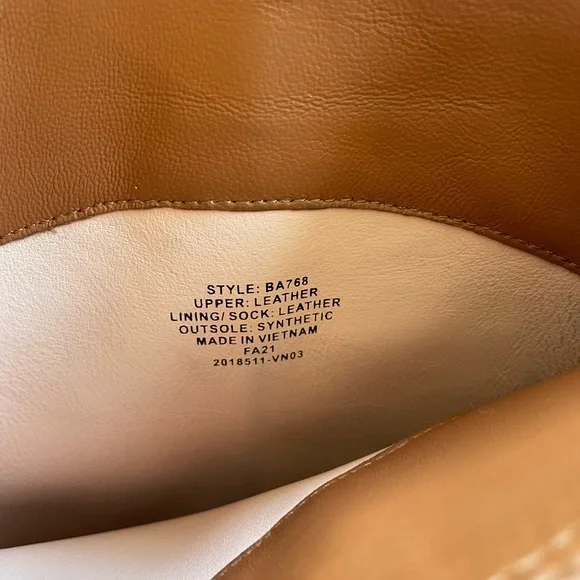 STYLE: BA768
UPPER: LEATHER
LINING/ SOCK: LEATHER
OUTSOLE: SYNTHETIC
MADE IN VIETNAM
FA21
2018511-VN03